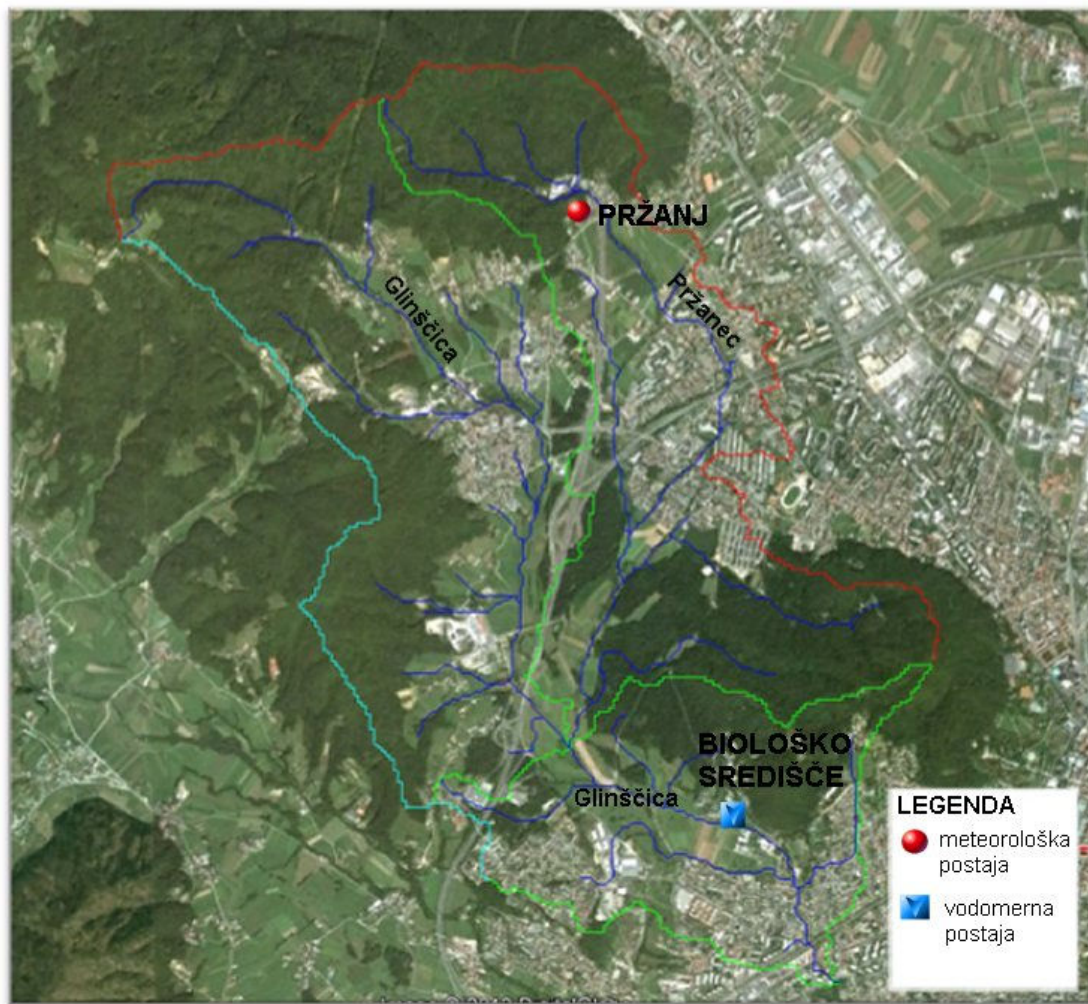 PRŽANJ
Glinščica
Pržanec
BIOLOŠKO
SREDIŠČE
Glinščica
LEGENDA
meteorološka
postaja
vodomerna
postaja